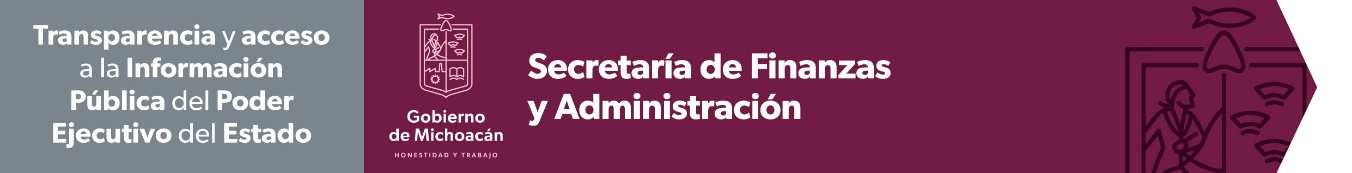 Transparencia y acceso
a la Información
Pública del Poder
Ejecutivo del Estado
Gobierno
de Michoacán
HONESTIDAD Y TRABAJO
Secretaría de Finanzas
y Administración